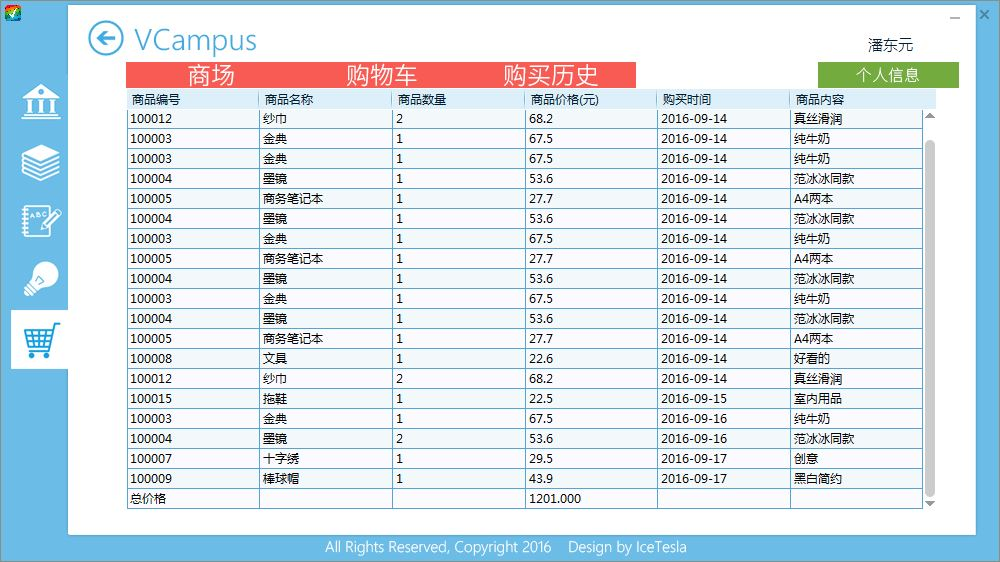 VCampus
潘东元
商场 购物车 购买历史 个人信息
商品编号 商品名称 商品数量 商品价格(元) 购买时间 商品内容
100012 纱巾 2 68.2 2016-09-14 真丝滑润
100003 金典 1 67.5 2016-09-14 纯牛奶
100003 金典 1 67.5 2016-09-14 纯牛奶
100004 墨镜 1 53.6 2016-09-14 范冰冰同款
100005 商务笔记本 1 27.7 2016-09-14 A4两本
100004 墨镜 1 53.6 2016-09-14 范冰冰同款
100003 金典 1 67.5 2016-09-14 纯牛奶
100005 商务笔记本 1 27.7 2016-09-14 A4两本
100004 墨镜 1 53.6 2016-09-14 范冰冰同款
100003 金典 1 67.5 2016-09-14 纯牛奶
100004 墨镜 1 53.6 2016-09-14 范冰冰同款
100005 商务笔记本 1 27.7 2016-09-14 A4两本
100008 文具 1 22.6 2016-09-14 好看的
100012 纱巾 2 68.2 2016-09-14 真丝滑润
100015 拖鞋 1 22.5 2016-09-15 室内用品
100003 金典 1 67.5 2016-09-16 纯牛奶
100004 墨镜 2 53.6 2016-09-16 范冰冰同款
100007 十字绣 1 29.5 2016-09-17 创意
100009 棒球帽 1 43.9 2016-09-17 黑白简约
总价格 1201.000
All Rights Reserved, Copyright 2016 Design by IceTesla